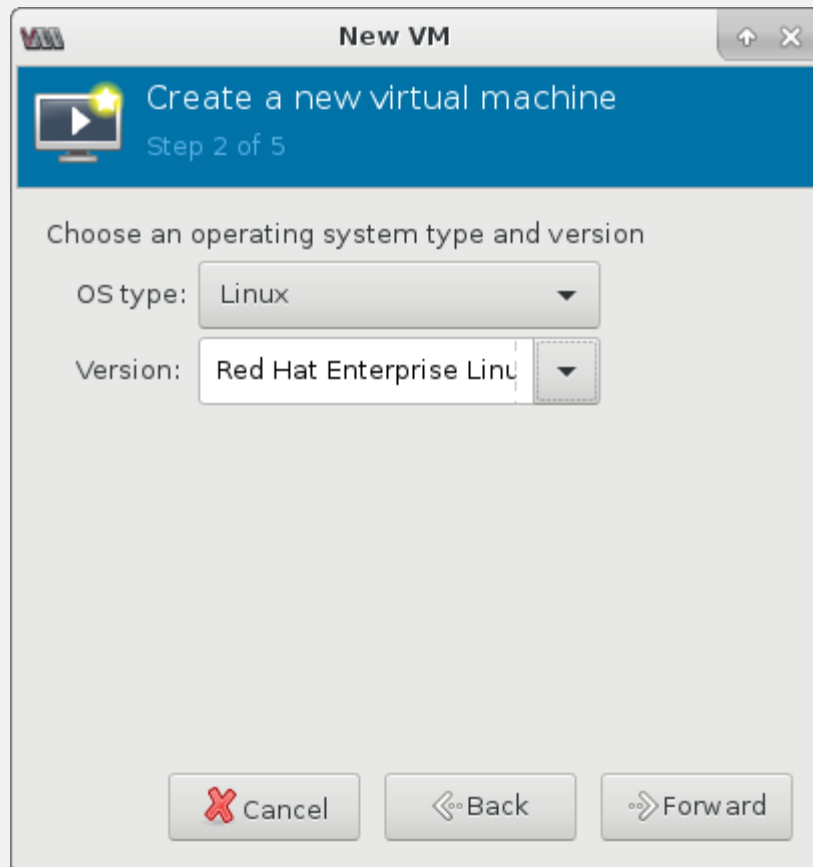 New VM
Create a new virtual machine
Step 2 of 5
Choose an operating system type and version
OS type: Linux
Version: Red Hat Enterprise Linu
Cancel Back Forward